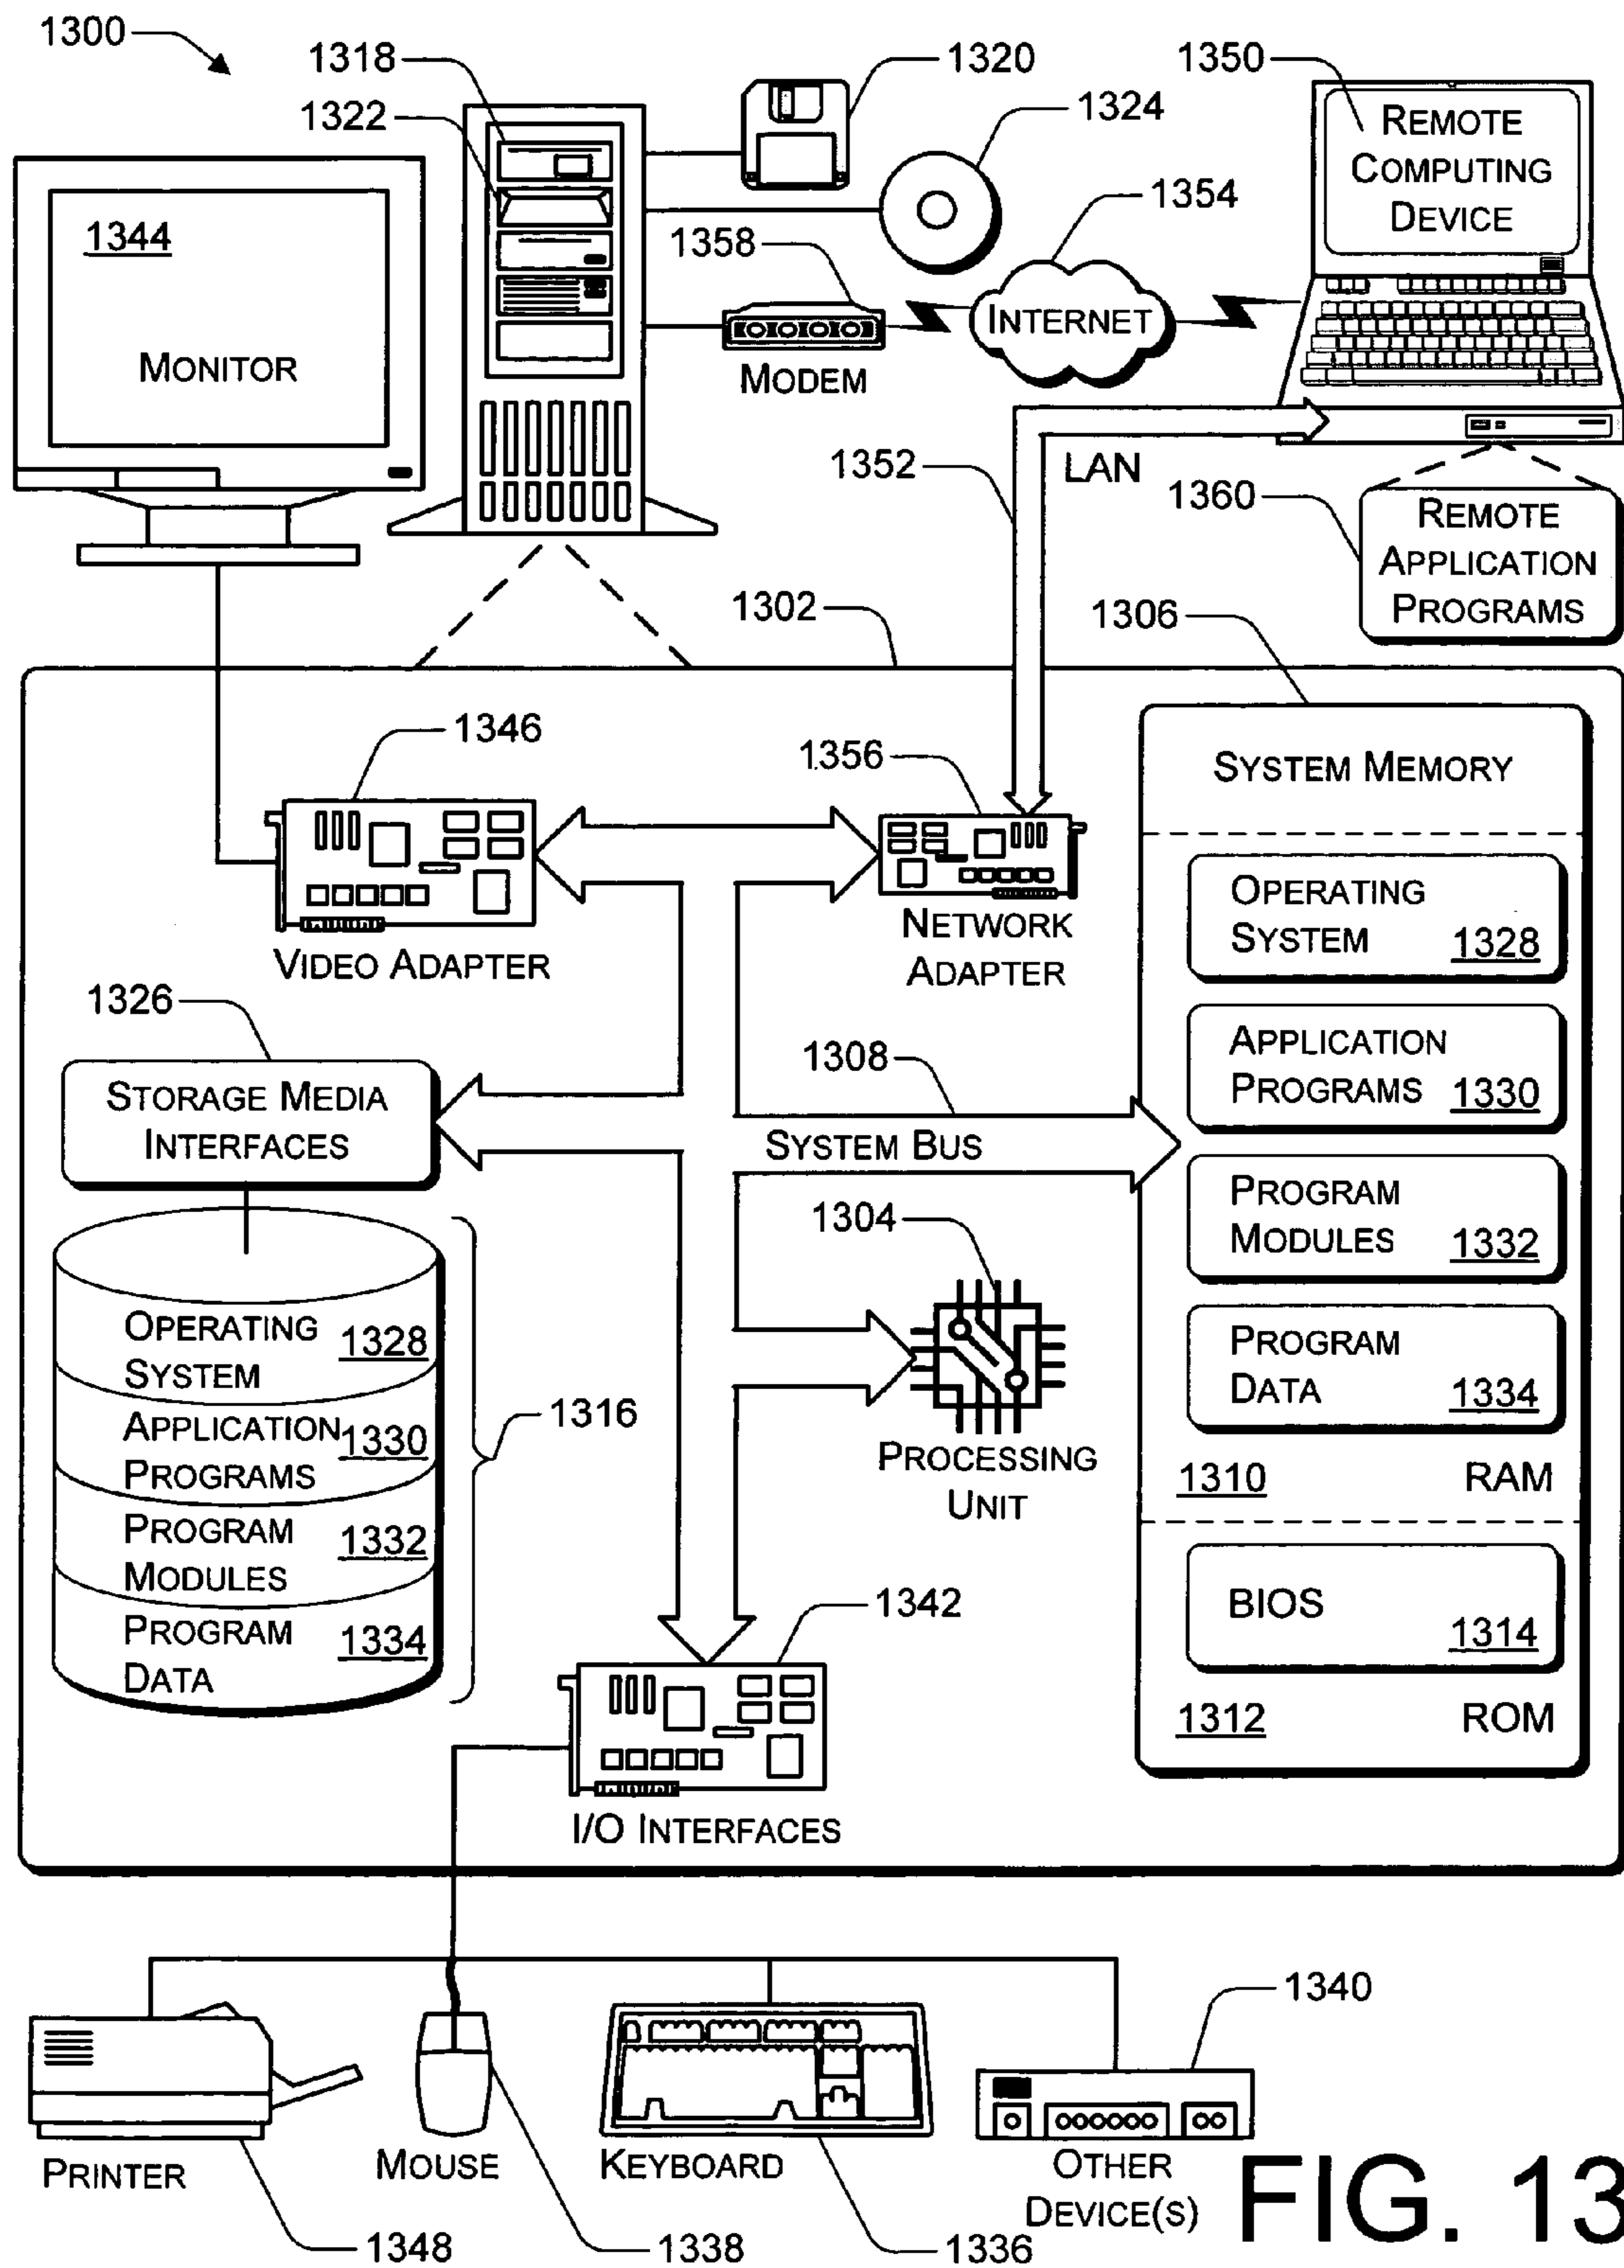 1300
1318
1320
1350
1322
1324
REMOTE
COMPUTING
DEVICE
1354
1344
1358
INTERNET
MONITOR
MODEM
1352
LAN
1360
REMOTE
APPLICATION
PROGRAMS
1302
1306
1346
1356
SYSTEM MEMORY
OPERATING
SYSTEM 1328
NETWORK
ADAPTER
VIDEO ADAPTER
1326
1308
APPLICATION
PROGRAMS 1330
STORAGE MEDIA
INTERFACES
SYSTEM BUS
PROGRAM
MODULES 1332
1304
OPERATING
SYSTEM 1328
PROGRAM
DATA 1334
1316
APPLICATION
PROGRAMS 1330
PROCESSING
UNIT
1310 RAM
PROGRAM
MODULES 1332
BIOS
1314
1342
PROGRAM
DATA 1334
1312 ROM
I/O INTERFACES
1340
PRINTER
MOUSE
KEYBOARD
OTHER
DEVICE(S)
1348
1338
1336
FIG. 13